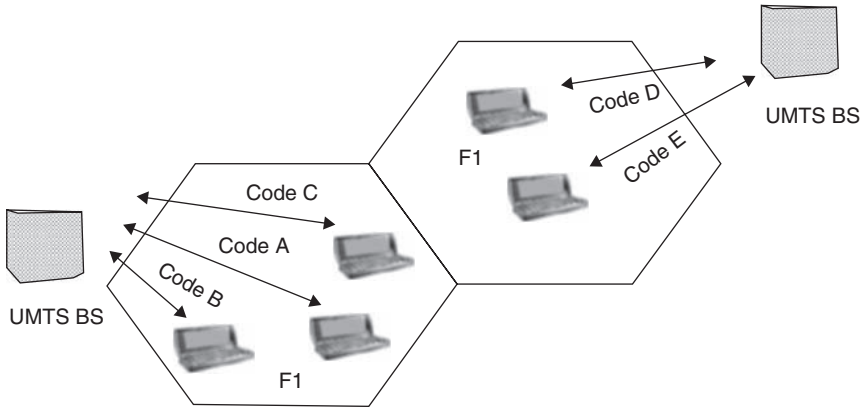 Code D
UMTS BS
F1
Code E
Code C
Code A
Code B
UMTS BS
F1